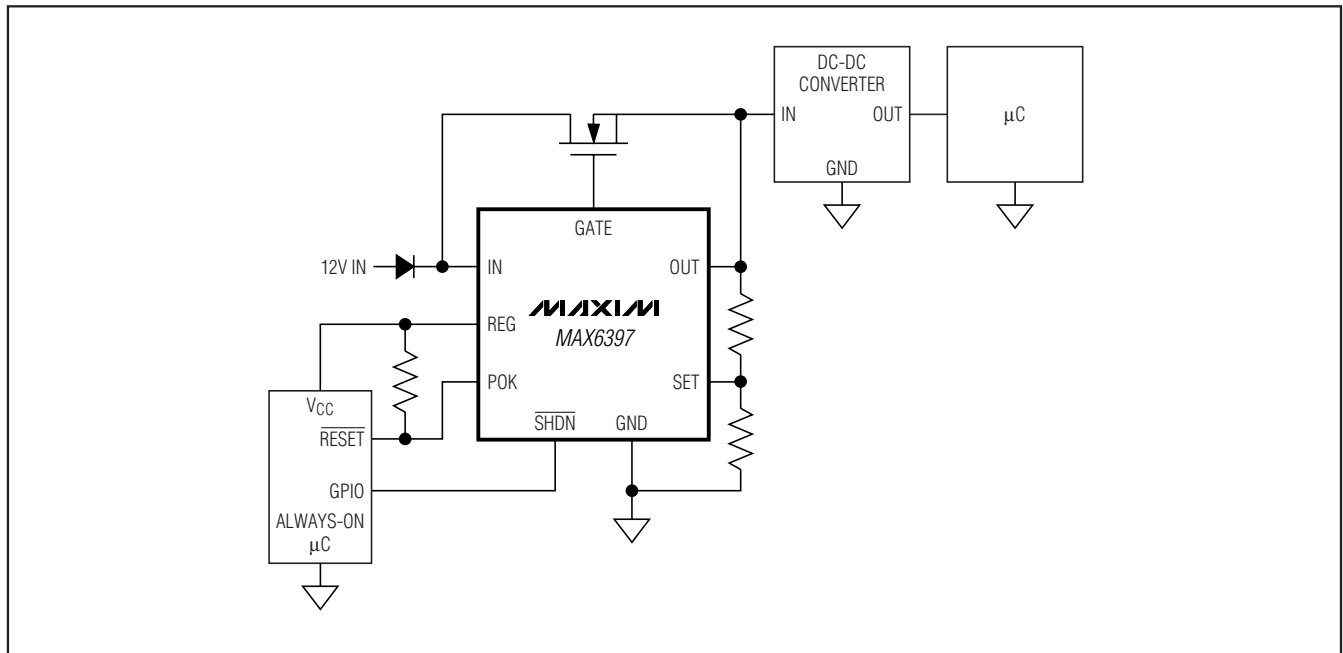 DC-DC
CONVERTER
IN
OUT
GND
μC
GATE
12V IN
IN
OUT
MAXIM
MAX6397
REG
POK
SET
SHDN
GND
VCC
RESET
GPIO
ALWAYS-ON
μC